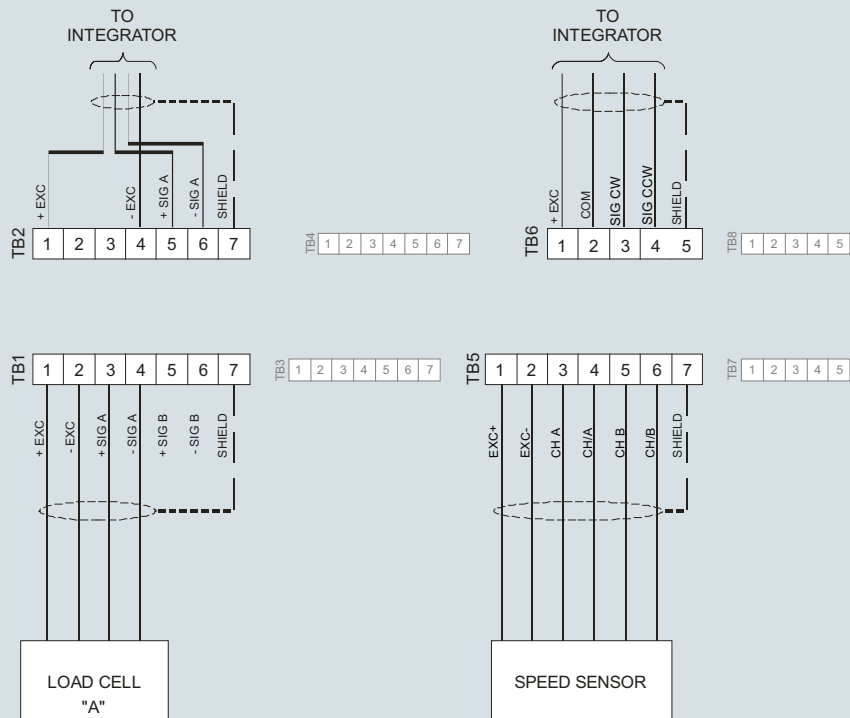 TO
INTEGRATOR
TO
INTEGRATOR
+ EXC
- EXC
+ SIG A
- SIG A
SHIELD
+ EXC
COM
SIG CW
SIG CCW
SHIELD
TB2
1 2 3 4 5 6 7
TB4
1 2 3 4 5 6 7
TB6
1 2 3 4 5
TB8
1 2 3 4 5
TB1
1 2 3 4 5 6 7
TB3
1 2 3 4 5 6 7
TB5
1 2 3 4 5 6 7
TB7
1 2 3 4 5
+ EXC
- EXC
+ SIG A
- SIG A
+ SIG B
- SIG B
SHIELD
EXC+
EXC-
CH A
CH/A
CH B
CH/B
SHIELD
LOAD CELL
"A"
SPEED SENSOR